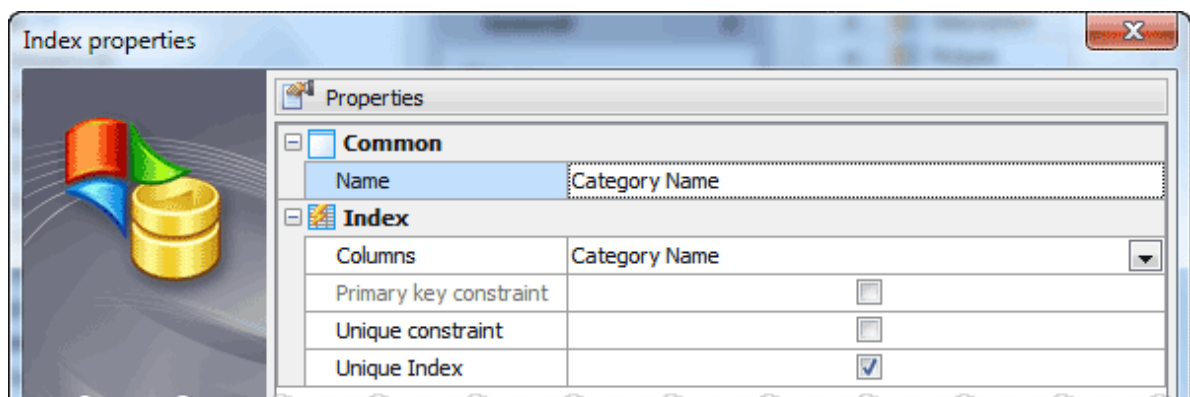 Index properties
Properties
Common
Name Category Name
Index
Columns Category Name
Primary key constraint
Unique constraint
Unique Index